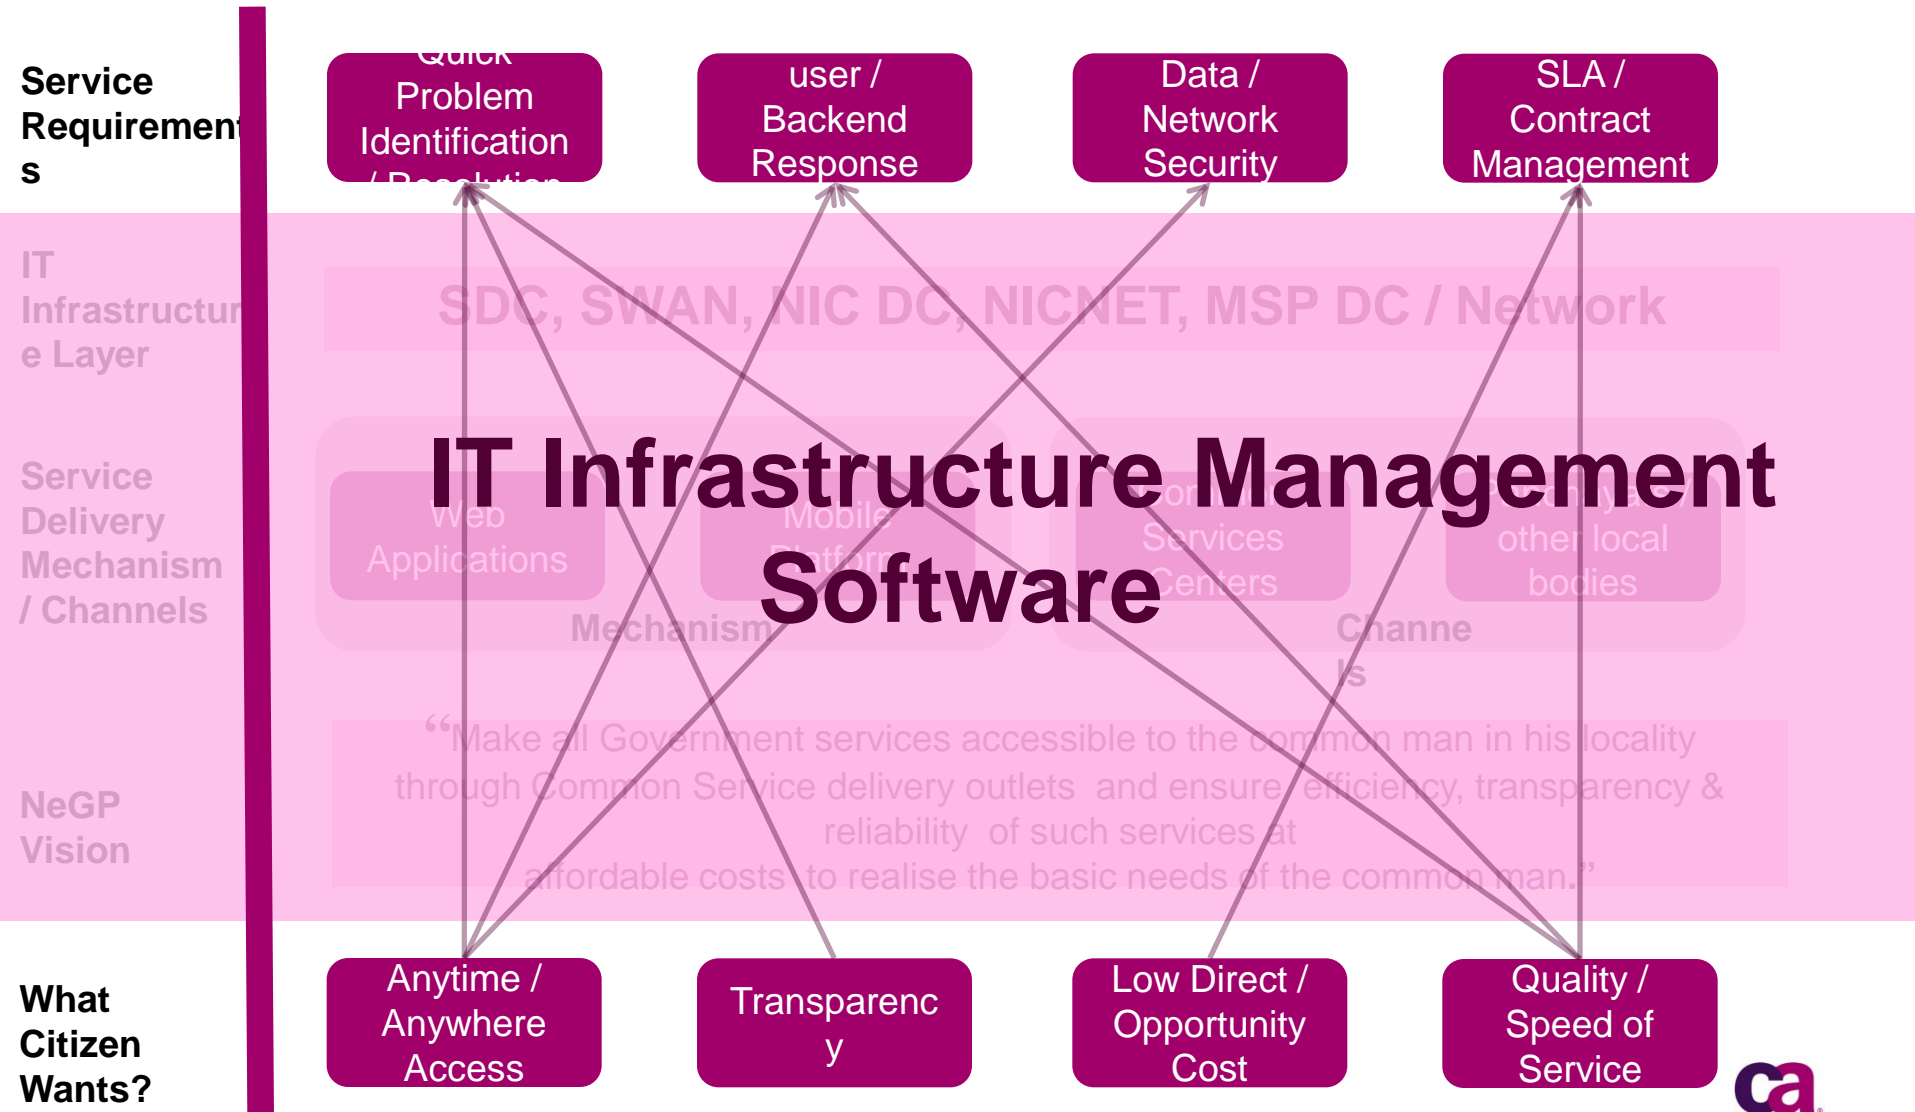 Service
Requirement
s
Quick
Problem
Identification
/ Resolution
user /
Backend
Response
Data /
Network
Security
SLA /
Contract
Management
IT
Infrastructur
e Layer
SDC, SWAN, NIC DC, NICNET, MSP DC / Network
IT Infrastructure Management
Software
Service
Delivery
Mechanism
/ Channels
Web
Applications
Mobile
Platform
Services
Centers
other local
bodies
Mechanism
Channe
ls
NeGP
Vision
“Make all Government services accessible to the common man in his locality
through Common Service delivery outlets and ensure efficiency, transparency &
reliability of such services at
affordable costs to realise the basic needs of the common man.”
What
Citizen
Wants?
Anytime /
Anywhere
Access
Transparenc
y
Low Direct /
Opportunity
Cost
Quality /
Speed of
Service
ca